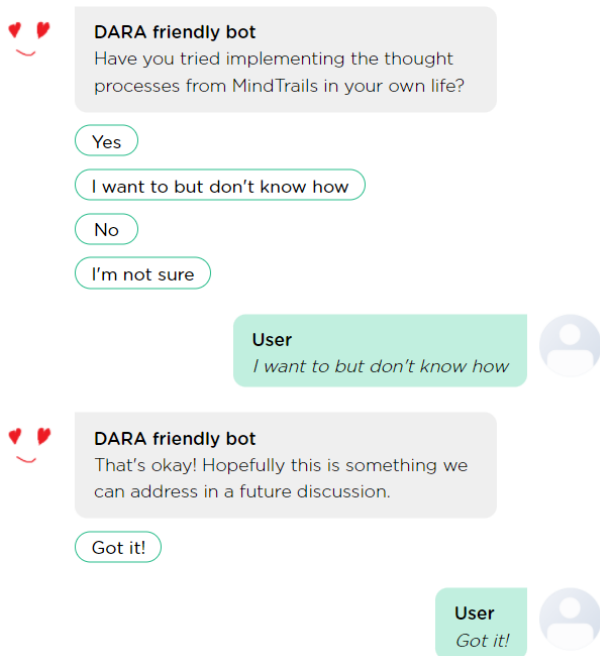 DARA friendly bot
Have you tried implementing the thought
processes from MindTrails in your own life?
Yes
I want to but don't know how
No
I'm not sure
User
I want to but don't know how
DARA friendly bot
That's okay! Hopefully this is something we
can address in a future discussion.
Got it!
User
Got it!